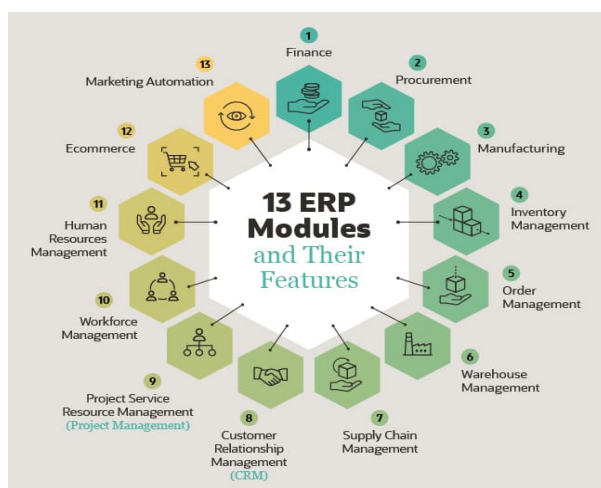 13 ERP
Modules
and Their
Features
1
Finance
2
Procurement
3
Manufacturing
4
Inventory
Management
5
Order
Management
6
Warehouse
Management
7
Supply Chain
Management
8
Customer
Relationship
Management
(CRM)
9
Project Service
Resource Management
(Project Management)
10
Workforce
Management
11
Human
Resources
Management
12
Ecommerce
13
Marketing Automation